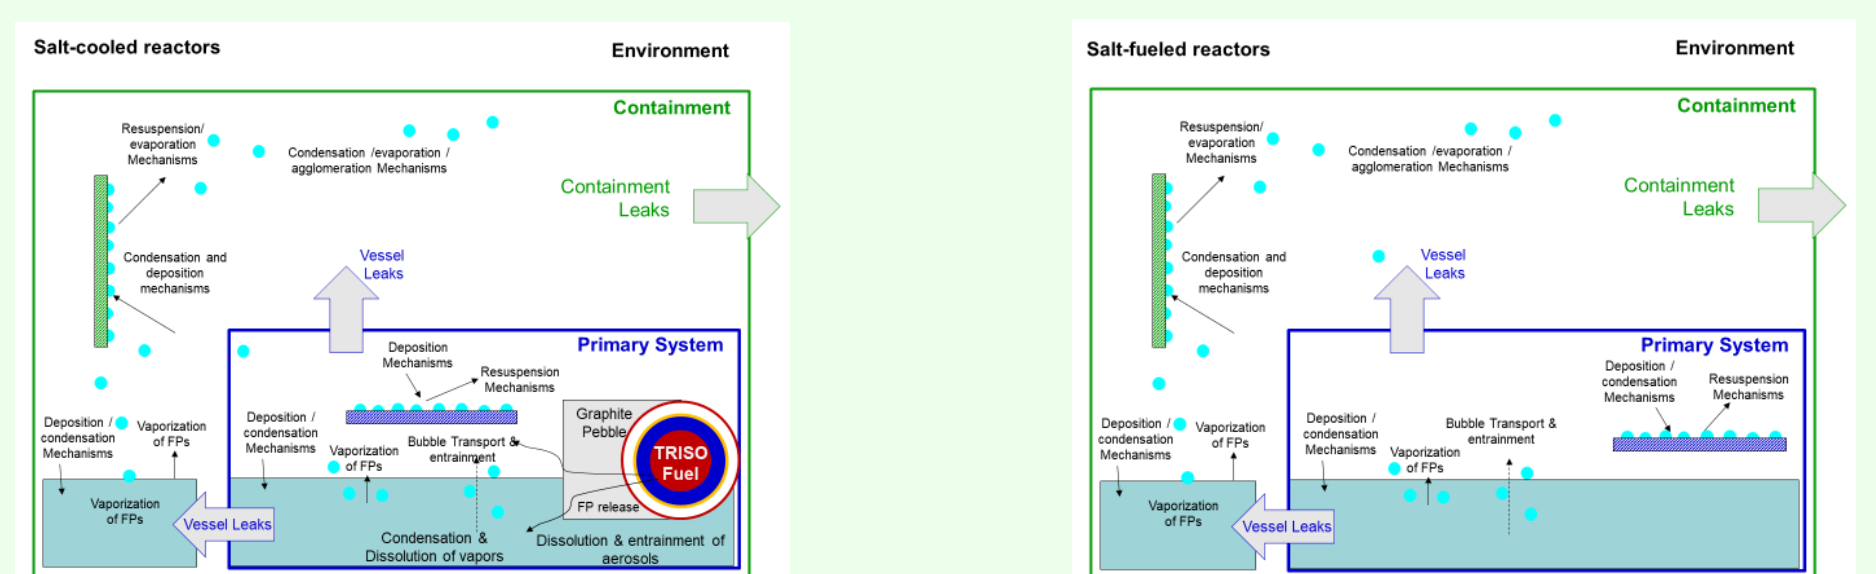 Salt-cooled reactors
Environment
Containment
Resuspension/
evaporation
Mechanisms
Condensation /evaporation /
agglomeration Mechanisms
Containment
Leaks
Condensation and
deposition
mechanisms
Vessel
Leaks
Primary System
Deposition
Mechanisms
Resuspension
Mechanisms
Graphite
Pebble
TRISO
Fuel
Deposition /
condensation
Mechanisms
Vaporization
of FPs
Deposition /
condensation
Mechanisms
Vaporization
of FPs
Bubble Transport &
entrainment
Vaporization
of FPs
Vessel Leaks
FP release
Condensation &
Dissolution of vapors
Dissolution & entrainment of
aerosols
Salt-fueled reactors
Environment
Containment
Resuspension/
evaporation
Mechanisms
Condensation /evaporation /
agglomeration Mechanisms
Containment
Leaks
Condensation and
deposition
mechanisms
Vessel
Leaks
Primary System
Deposition /
condensation
Mechanisms
Resuspension
Mechanisms
Deposition /
condensation
Mechanisms
Vaporization
of FPs
Deposition /
condensation
Mechanisms
Vaporization
of FPs
Bubble Transport &
entrainment
Vaporization
of FPs
Vessel Leaks